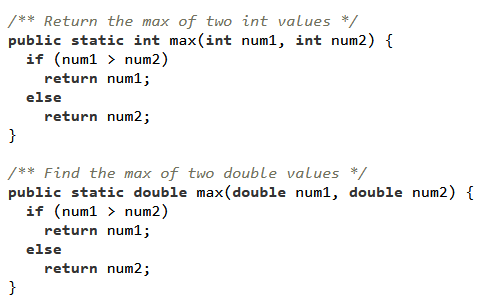 /** Return the max of two int values */
public static int max(int num1, int num2) {
  if (num1 > num2)
    return num1;
  else
    return num2;
}

/** Find the max of two double values */
public static double max(double num1, double num2) {
  if (num1 > num2)
    return num1;
  else
    return num2;
}